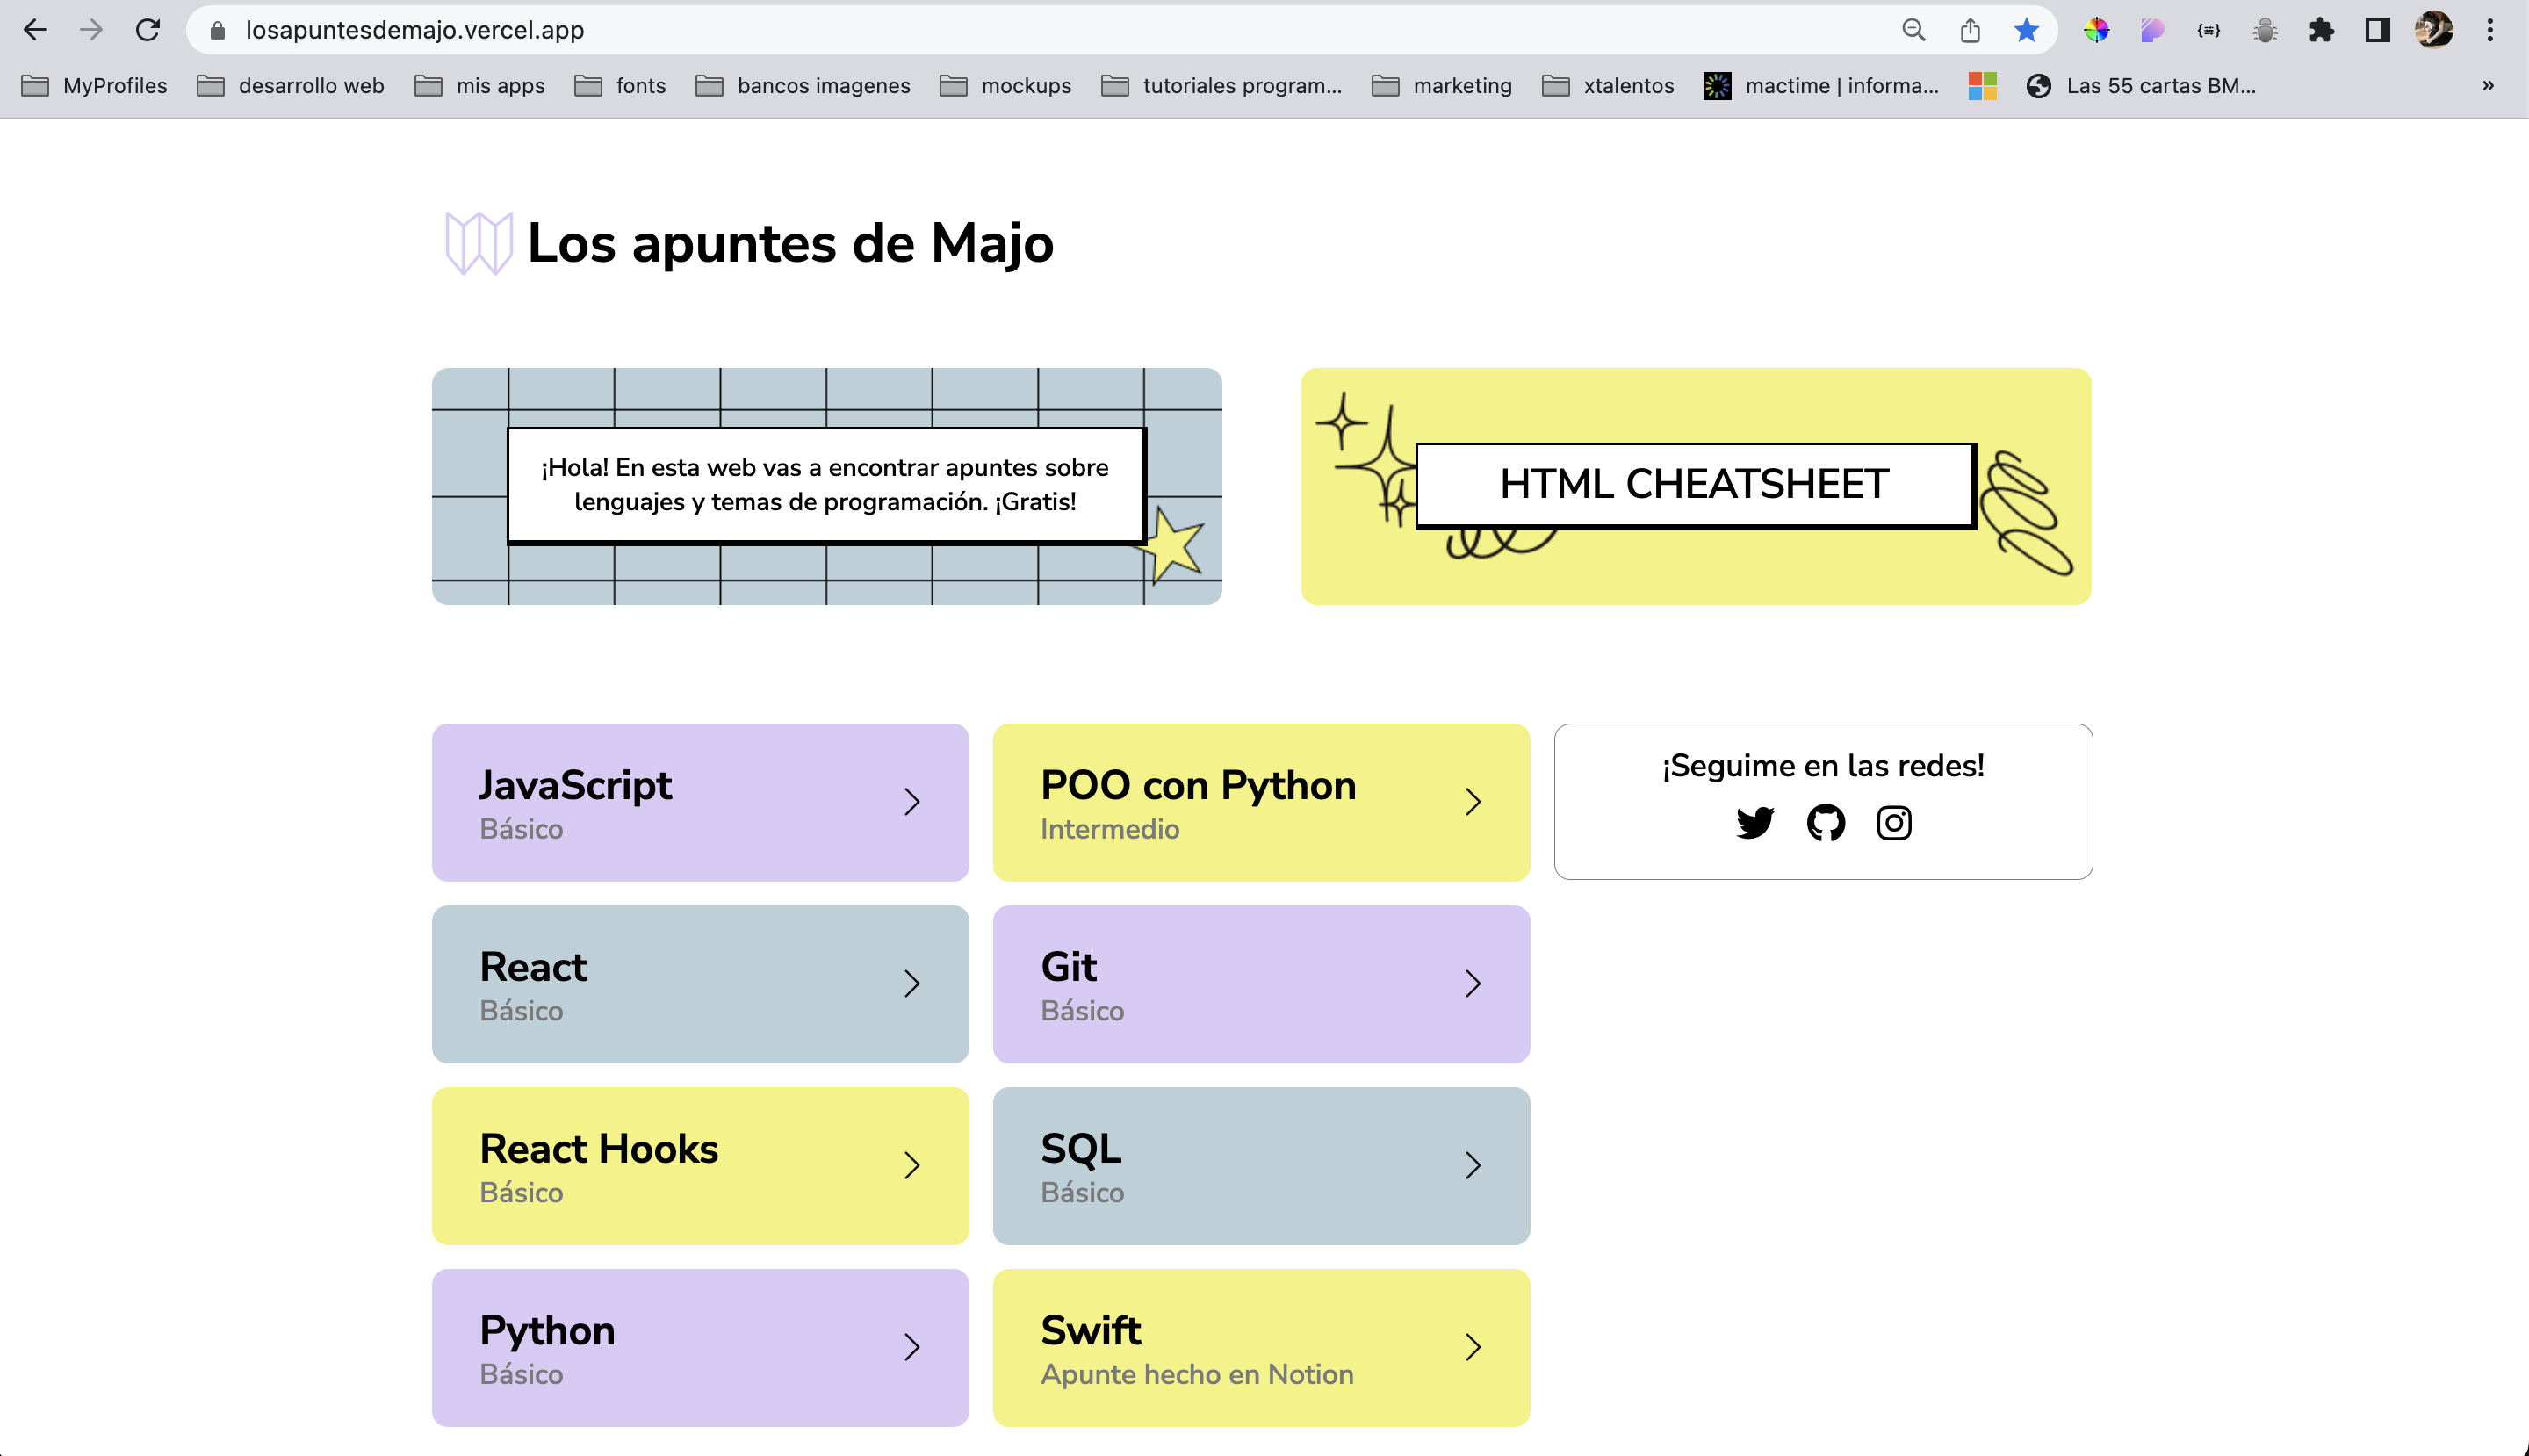 losapuntesdemajo.vercel.app
MyProfiles desarrollo web mis apps fonts bancos imagenes mockups tutoriales program... marketing xtalentos mactime | informa... Las 55 cartas BM... »
Los apuntes de Majo
¡Hola! En esta web vas a encontrar apuntes sobre
lenguajes y temas de programación. ¡Gratis!
HTML CHEATSHEET
JavaScript
Básico
POO con Python
Intermedio
¡Seguime en las redes!
React
Básico
Git
Básico
React Hooks
Básico
SQL
Básico
Python
Básico
Swift
Apunte hecho en Notion